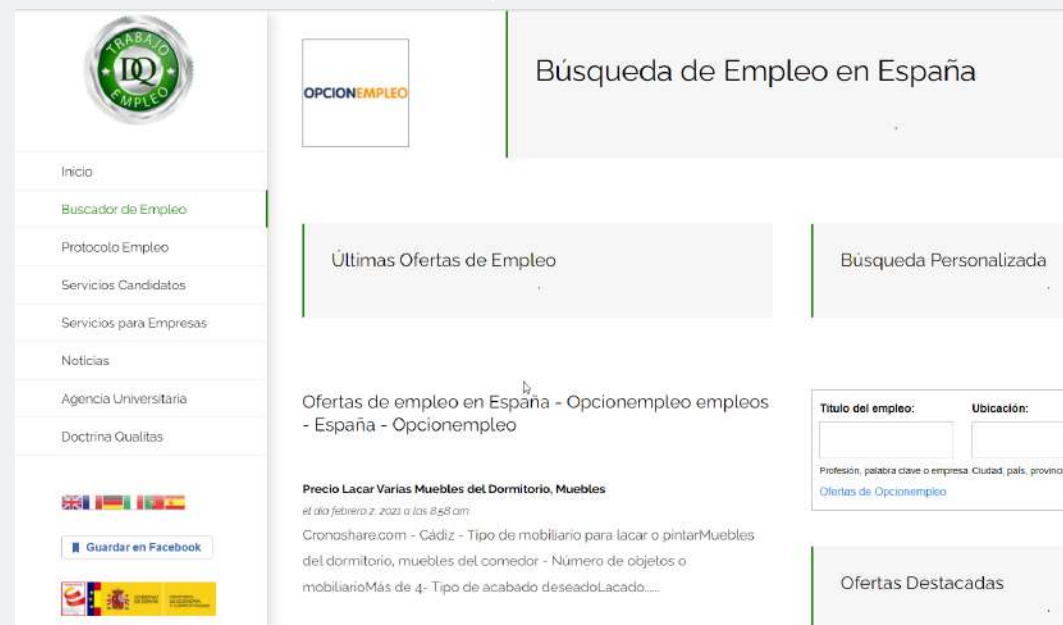 TRABAJO
DQ
EMPLEO
Inicio
Buscador de Empleo
Protocolo Empleo
Servicios Candidatos
Servicios para Empresas
Noticias
Agencia Universitaria
Doctrina Qualitas
Guardar en Facebook
OPCIONEMPLEO
Búsqueda de Empleo en España
.
Últimas Ofertas de Empleo
.
Ofertas de empleo en España - Opcionempleo empleos
- España - Opcionempleo
Precio Lacar Varias Muebles del Dormitorio, Muebles
el día febrero 2, 2021 a las 8:58 am
Cronoshare.com - Cádiz - Tipo de mobiliario para lacar o pintarMuebles
del dormitorio, muebles del comedor - Número de objetos o
mobiliarioMás de 4- Tipo de acabado deseadoLacado......
Búsqueda Personalizada
.
Título del empleo: Ubicación:
Profesión, palabra clave o empresa Ciudad, país, provinc
Ofertas de Opcionempleo
Ofertas Destacadas
.